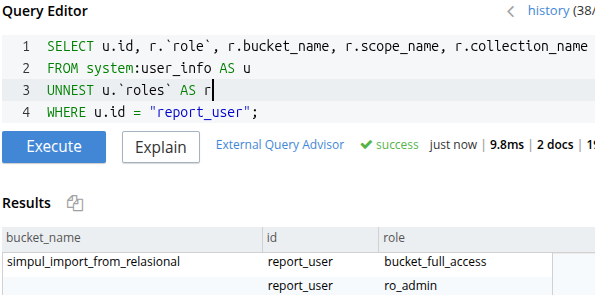 Query Editor
history (38/
1 SELECT u.id, r.`role`, r.bucket_name, r.scope_name, r.collection_name
2 FROM system:user_info AS u
3 UNNEST u.`roles` AS r
4 WHERE u.id = "report_user";
Execute Explain External Query Advisor success just now | 9.8ms | 2 docs | 19
Results
bucket_name id role
simpul_import_from_relasional report_user bucket_full_access
report_user ro_admin